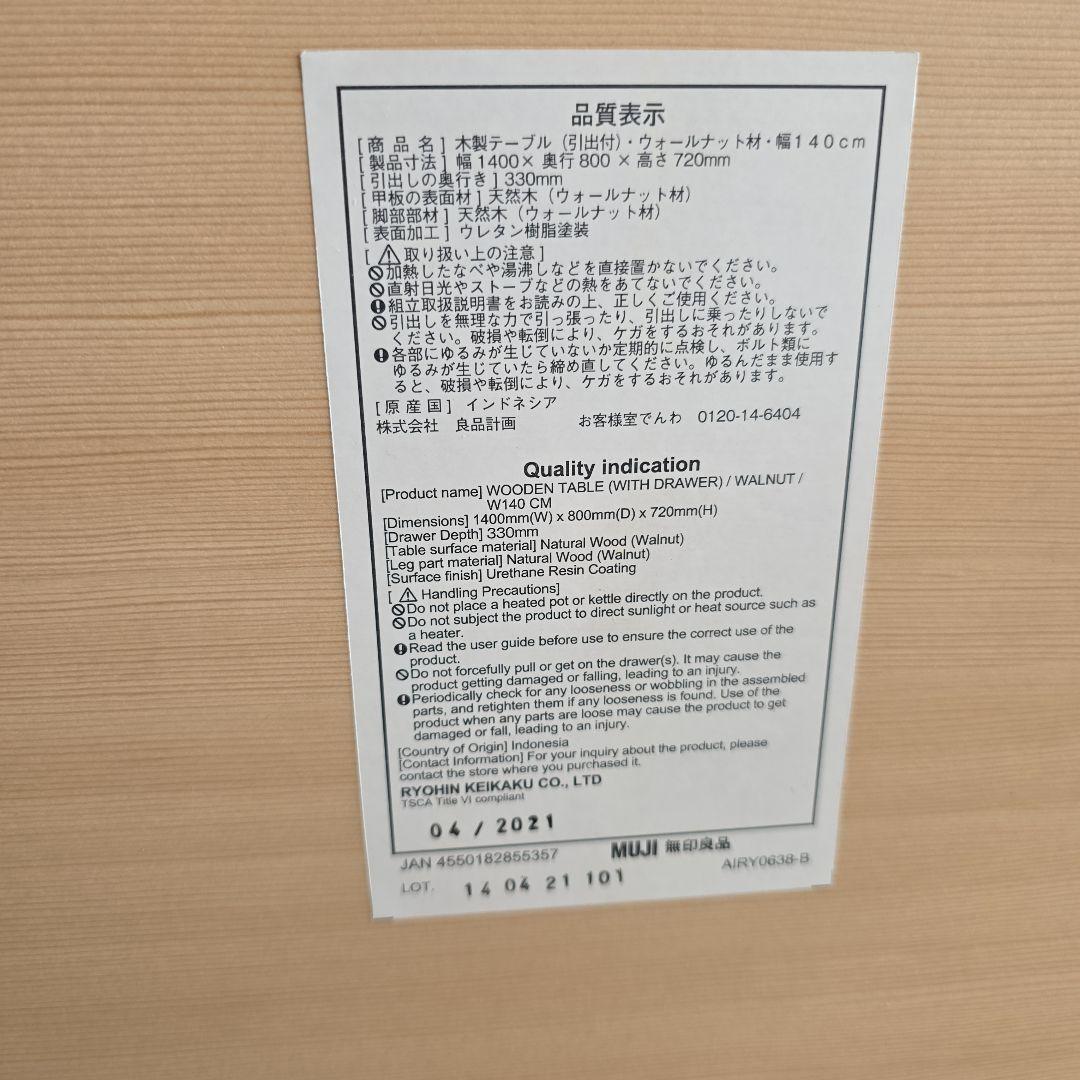 品質表示
[商品名] 木製テーブル（引出付）・ウォールナット材・幅140cm
[製品寸法] 幅1400×奥行800×高さ720mm
[引出しの奥行き] 330mm
[甲板の表面材] 天然木（ウォールナット材）
[脚部部材] 天然木（ウォールナット材）
[表面加工] ウレタン樹脂塗装
[⚠取り扱い上の注意]
加熱したなべや湯沸しなどを直接置かないでください。
直射日光やストーブなどの熱をあてないでください。
組立取扱説明書をお読みの上、正しくご使用ください。
引出しを無理な力で引っ張ったり、引出しに乗ったりしないで
ください。破損や転倒により、ケガをするおそれがあります。
各部にゆるみが生じていないか定期的に点検し、ボルト類に
ゆるみが生じていたら締め直してください。ゆるんだまま使用す
ると、破損や転倒により、ケガをするおそれがあります。
[原産国] インドネシア
株式会社 良品計画 お客様室でんわ 0120-14-6404
Quality indication
[Product name] WOODEN TABLE (WITH DRAWER) / WALNUT /
W140 CM
[Dimensions] 1400mm(W) x 800mm(D) x 720mm(H)
[Drawer Depth] 330mm
[Table surface material] Natural Wood (Walnut)
[Leg part material] Natural Wood (Walnut)
[Surface finish] Urethane Resin Coating
[⚠ Handling Precautions]
Do not place a heated pot or kettle directly on the product.
Do not subject the product to direct sunlight or heat source such as
a heater.
Read the user guide before use to ensure the correct use of the
product.
Do not forcefully pull or get on the drawer(s). It may cause the
product getting damaged or falling, leading to an injury.
Periodically check for any looseness or wobbling in the assembled
parts, and retighten them if any looseness is found. Use of the
product when any parts are loose may cause the product to get
damaged or fall, leading to an injury.
[Country of Origin] Indonesia
[Contact Information] For your inquiry about the product, please
contact the store where you purchased it.
RYOHIN KEIKAKU CO., LTD
TSCA Title VI compliant
04 / 2021
JAN 4550182855357 MUJI 無印良品 AIRY0638-B
LOT. 14 04 21 101